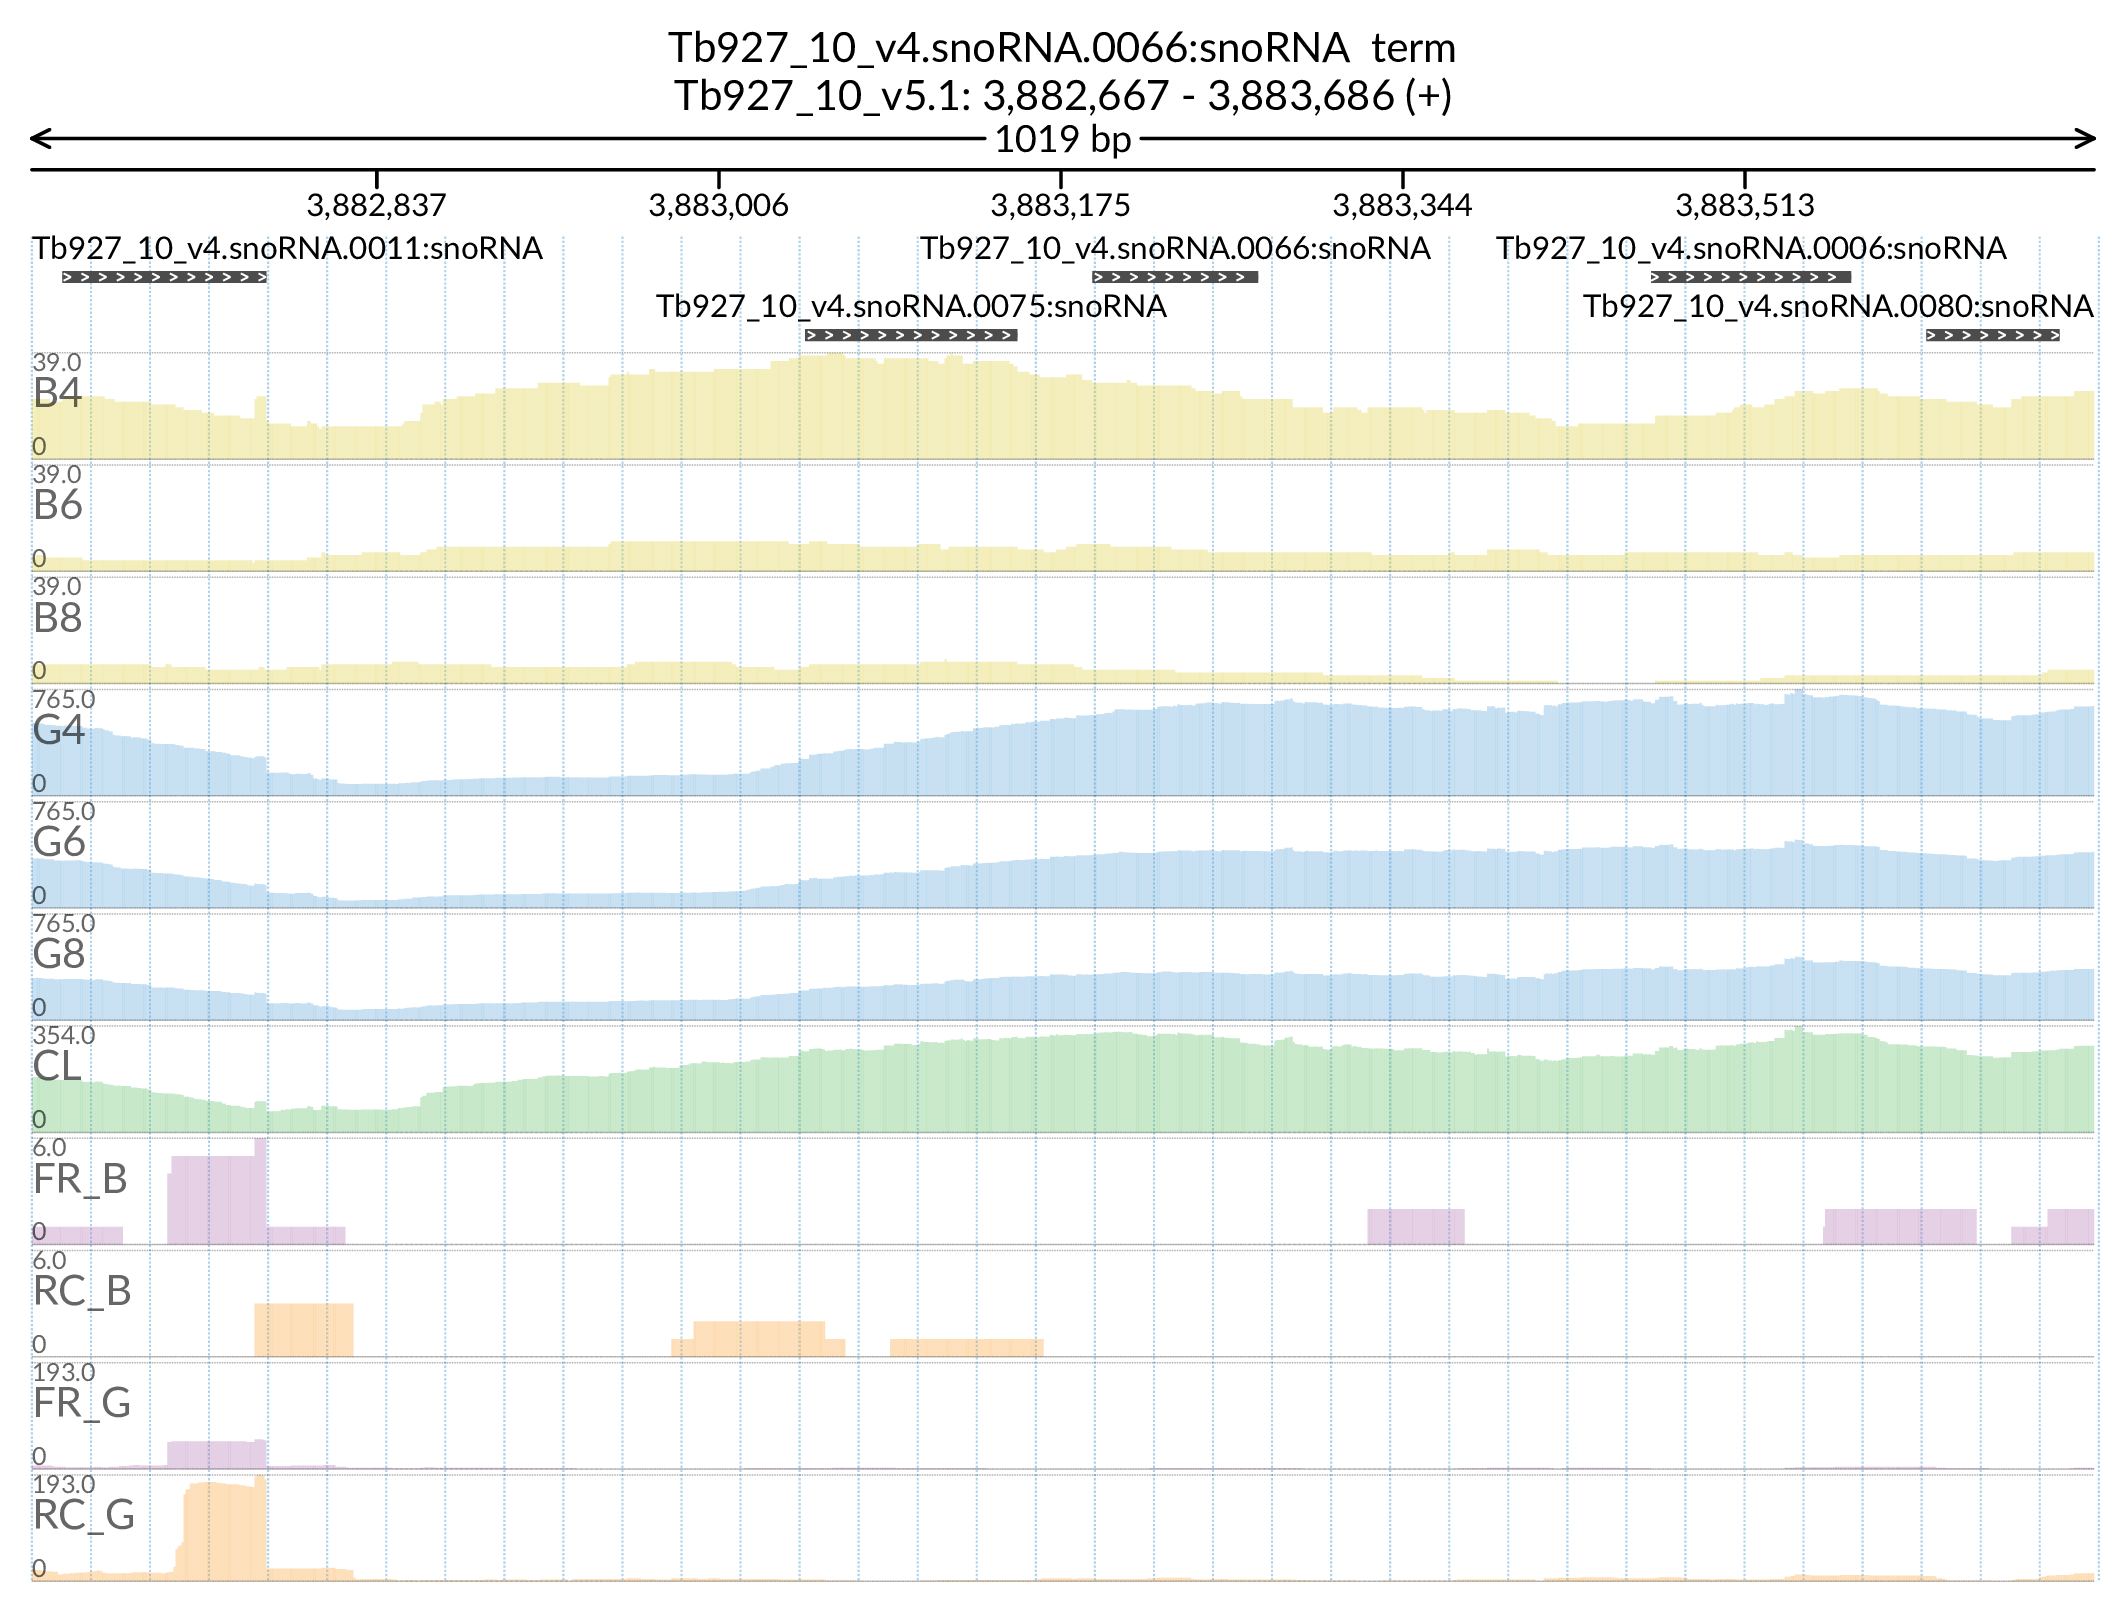 Tb927_10_v4.snoRNA.0066:snoRNA term
Tb927_10_v5.1: 3,882,667 - 3,883,686 (+)
1019 bp
3,882,837 3,883,006 3,883,175 3,883,344 3,883,513
Tb927_10_v4.snoRNA.0011:snoRNA Tb927_10_v4.snoRNA.0066:snoRNA Tb927_10_v4.snoRNA.0006:snoRNA
Tb927_10_v4.snoRNA.0075:snoRNA Tb927_10_v4.snoRNA.0080:snoRNA
39.0
B4
0
39.0
B6
0
39.0
B8
0
765.0
G4
0
765.0
G6
0
765.0
G8
0
354.0
CL
0
6.0
FR_B
0
6.0
RC_B
0
193.0
FR_G
0
193.0
RC_G
0